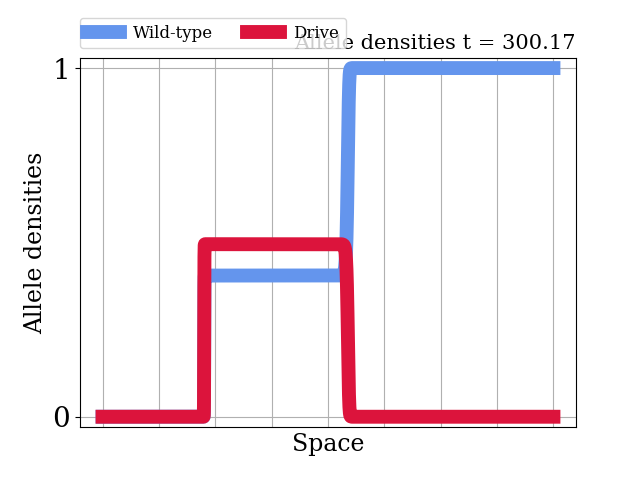 Wild-type Drive
Allele densities t = 300.17
1
Allele densities
0
Space